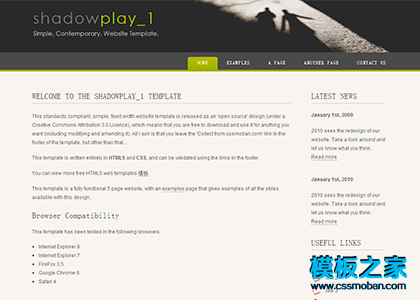 shadowplay_1
Simple. Contemporary. Website Template.
HOME EXAMPLES A PAGE ANOTHER PAGE CONTACT US
WELCOME TO THE SHADOWPLAY_1 TEMPLATE
This standards compliant, simple, fixed width website template is released as an 'open source' design (under a
Creative Commons Attribution 3.0 Licence), which means that you are free to download and use it for anything you
want (including modifying and amending it). All I ask is that you leave the 'Collect from cssmoban.com' link in the
footer of the template, but other than that...
This template is written entirely in HTML5 and CSS, and can be validated using the links in the footer.
You can view more free HTML5 web templates 模板.
This template is a fully functional 5 page website, with an examples page that gives examples of all the styles
available with this design.
Browser Compatibility
This template has been tested in the following browsers:
Internet Explorer 8
Internet Explorer 7
FireFox 3.5
Google Chrome 6
Safari 4
LATEST NEWS
January 1st, 2009
2010 sees the redesign of our
website. Take a look around and
let us know what you think.
Read more
January 1st, 2010
2010 sees the redesign of our
website. Take a look around and
let us know what you think.
Read more
USEFUL LINKS
模板之家
www.cssmoban.com